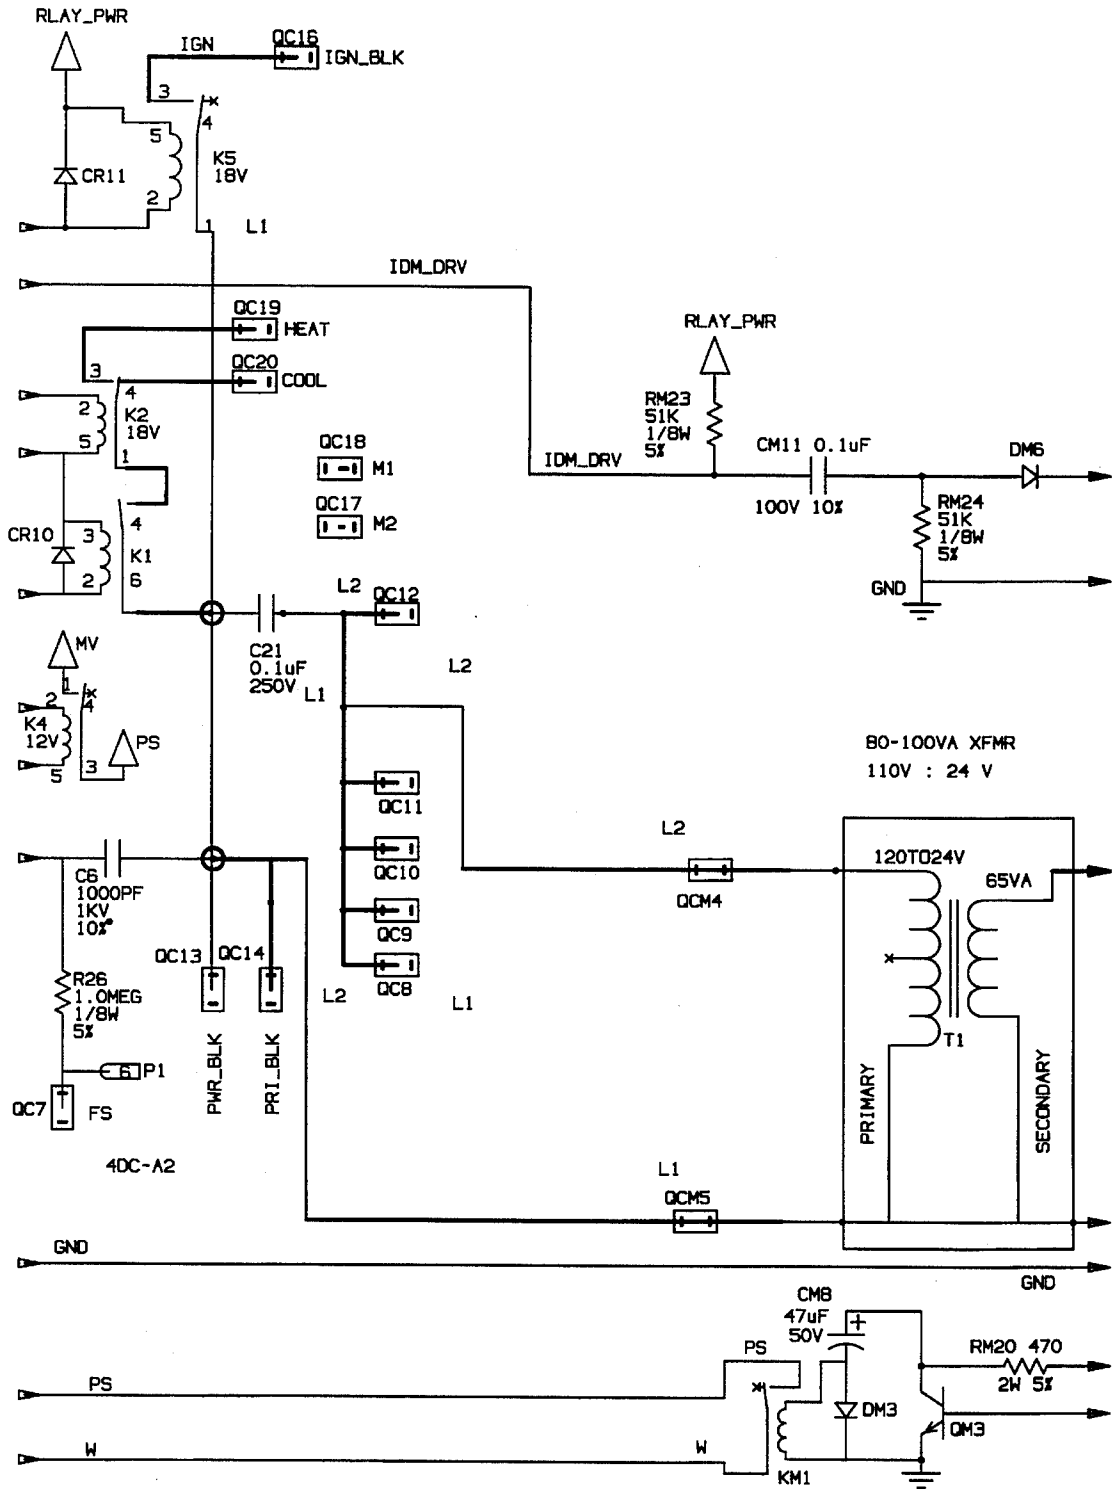 RLAY_PWR
IGN
QC16
IGN_BLK
3
4
5
K5
18V
CR11
2
1
L1
IDM_DRV
QC19
HEAT
RLAY_PWR
QC20
COOL
3
4
2
K2
18V
5
1
RM23
51K
1/8W
5%
CM11 0.1uF
100V 10%
DM6
IDM_DRV
QC18
M1
QC17
M2
RM24
51K
1/8W
5%
GND
CR10
3
4
K1
2
6
L2
QC12
C21
0.1uF
250V
L1
L2
MV
1
2
4
K4
12V
5
3
PS
80-100VA XFMR
110V : 24 V
QC11
L2
QC10
QCM4
120TO24V
65VA
C6
1000PF
1KV
10%
QC9
QC13
QC14
QC8
L2
L1
R26
1.0MEG
1/8W
5%
T1
6
P1
QC7
FS
PWR_BLK
PRI_BLK
PRIMARY
SECONDARY
4DC-A2
L1
QCM5
GND
GND
CM8
47uF
50V
+
PS
RM20 470
2W 5%
PS
DM3
QM3
W
W
KM1